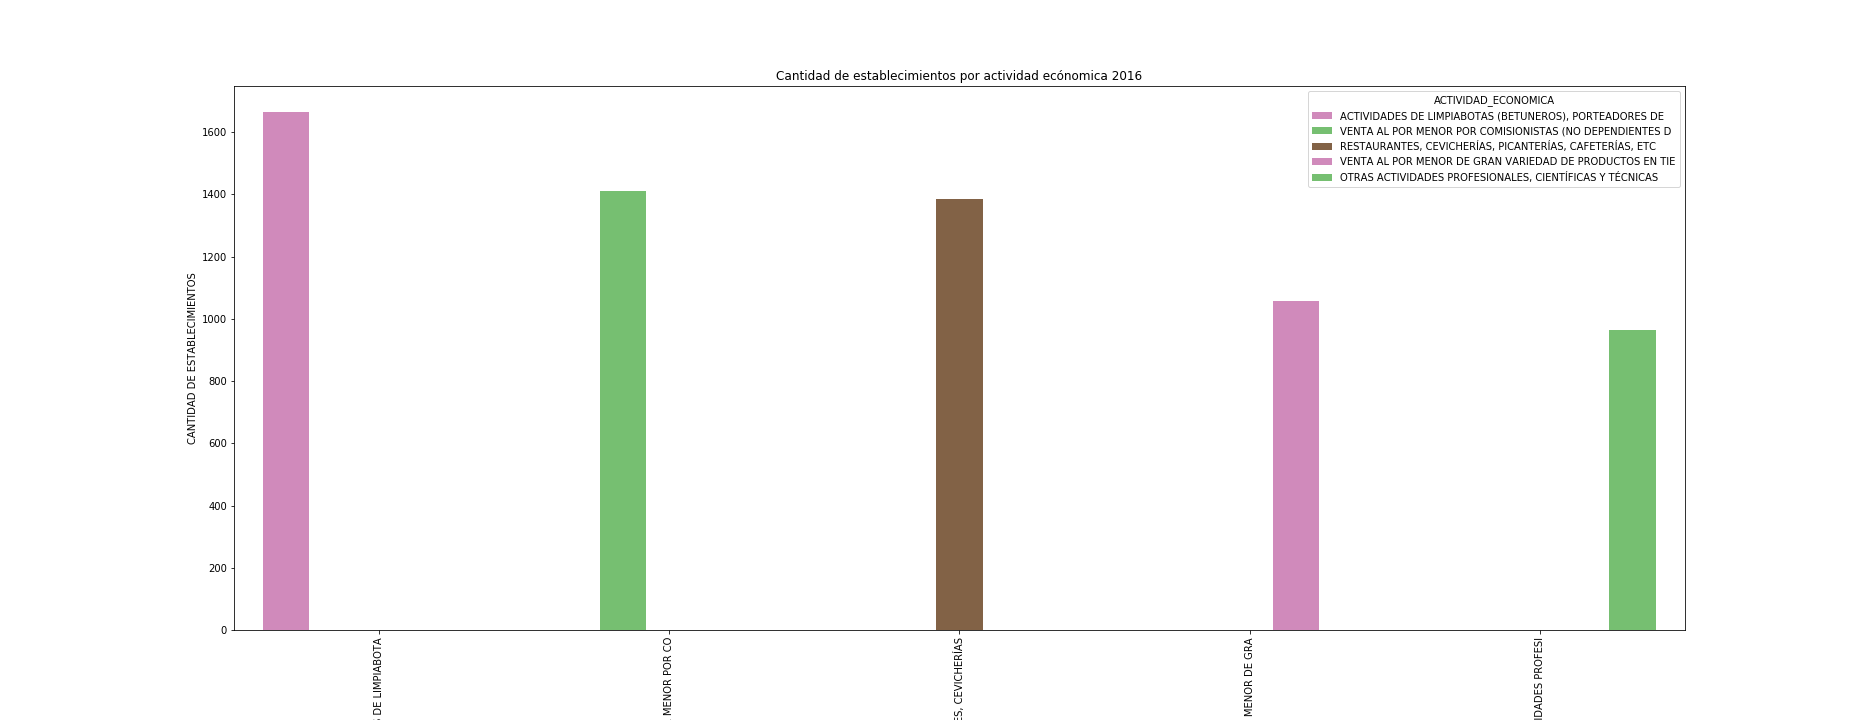 Cantidad de establecimientos por actividad ecónomica 2016
ACTIVIDAD_ECONOMICA
ACTIVIDADES DE LIMPIABOTAS (BETUNEROS), PORTEADORES DE
VENTA AL POR MENOR POR COMISIONISTAS (NO DEPENDIENTES D
RESTAURANTES, CEVICHERÍAS, PICANTERÍAS, CAFETERÍAS, ETC
VENTA AL POR MENOR DE GRAN VARIEDAD DE PRODUCTOS EN TIE
OTRAS ACTIVIDADES PROFESIONALES, CIENTÍFICAS Y TÉCNICAS
CANTIDAD DE ESTABLECIMIENTOS
1600
1400
1200
1000
800
600
400
200
0
DE LIMPIABOTA
MENOR POR CO
ES, CEVICHERÍAS
MENOR DE GRA
IDADES PROFESI